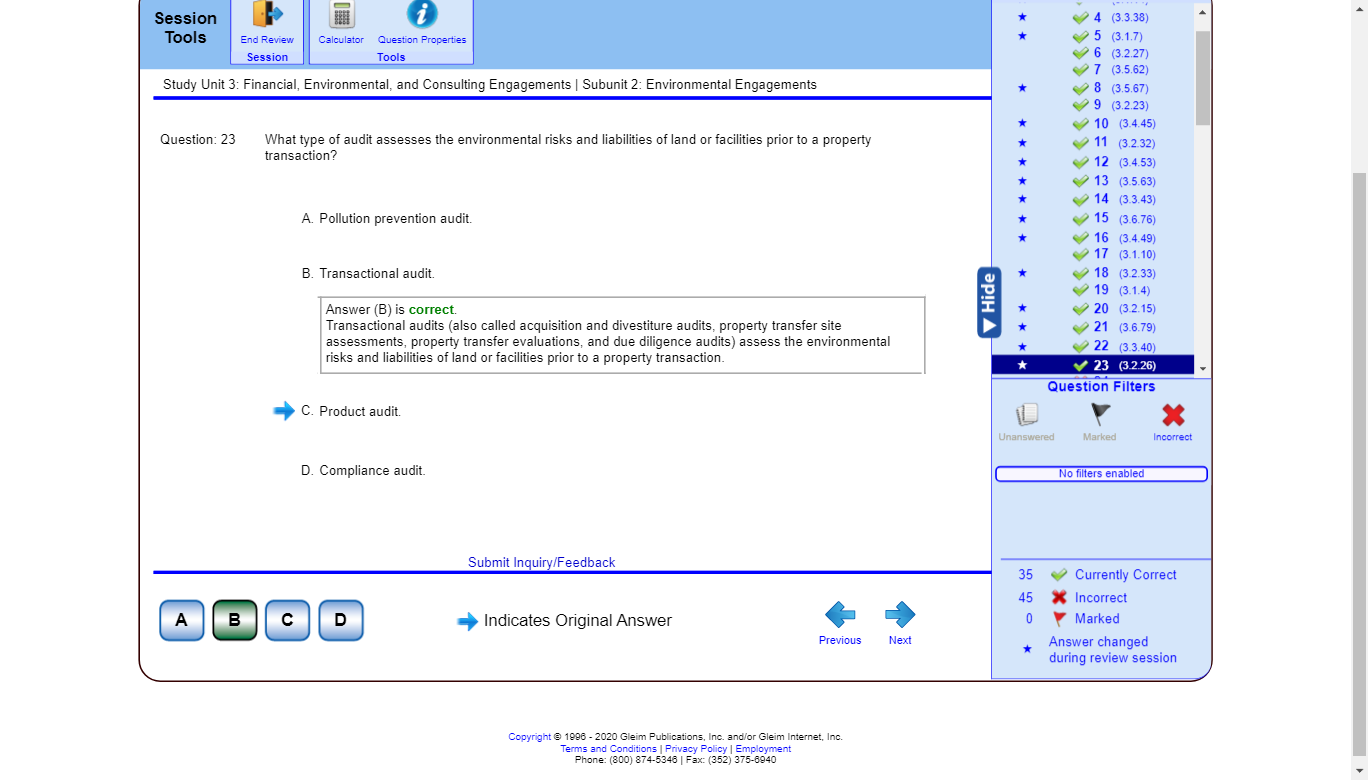 Session
Tools
End Review
Session
Calculator
Question Properties
Tools
Study Unit 3: Financial, Environmental, and Consulting Engagements | Subunit 2: Environmental Engagements
Question: 23
What type of audit assesses the environmental risks and liabilities of land or facilities prior to a property
transaction?
A. Pollution prevention audit.
B. Transactional audit.
Answer (B) is correct.
Transactional audits (also called acquisition and divestiture audits, property transfer site
assessments, property transfer evaluations, and due diligence audits) assess the environmental
risks and liabilities of land or facilities prior to a property transaction.
C. Product audit.
D. Compliance audit.
Submit Inquiry/Feedback
A
B
C
D
Indicates Original Answer
Previous
Next
4 (3.3.38)
5 (3.1.7)
6 (3.2.27)
7 (3.5.62)
8 (3.5.67)
9 (3.2.23)
10 (3.4.45)
11 (3.2.32)
12 (3.4.53)
13 (3.5.63)
14 (3.3.43)
15 (3.6.76)
16 (3.4.49)
17 (3.1.10)
18 (3.2.33)
19 (3.1.4)
20 (3.2.15)
21 (3.6.79)
22 (3.3.40)
23 (3.2.26)
Hide
Question Filters
Unanswered
Marked
Incorrect
No filters enabled
35 Currently Correct
45 Incorrect
0 Marked
Answer changed
during review session
Copyright © 1996 - 2020 Gleim Publications, Inc. and/or Gleim Internet, Inc.
Terms and Conditions | Privacy Policy | Employment
Phone: (800) 874-5346 | Fax: (352) 375-6940